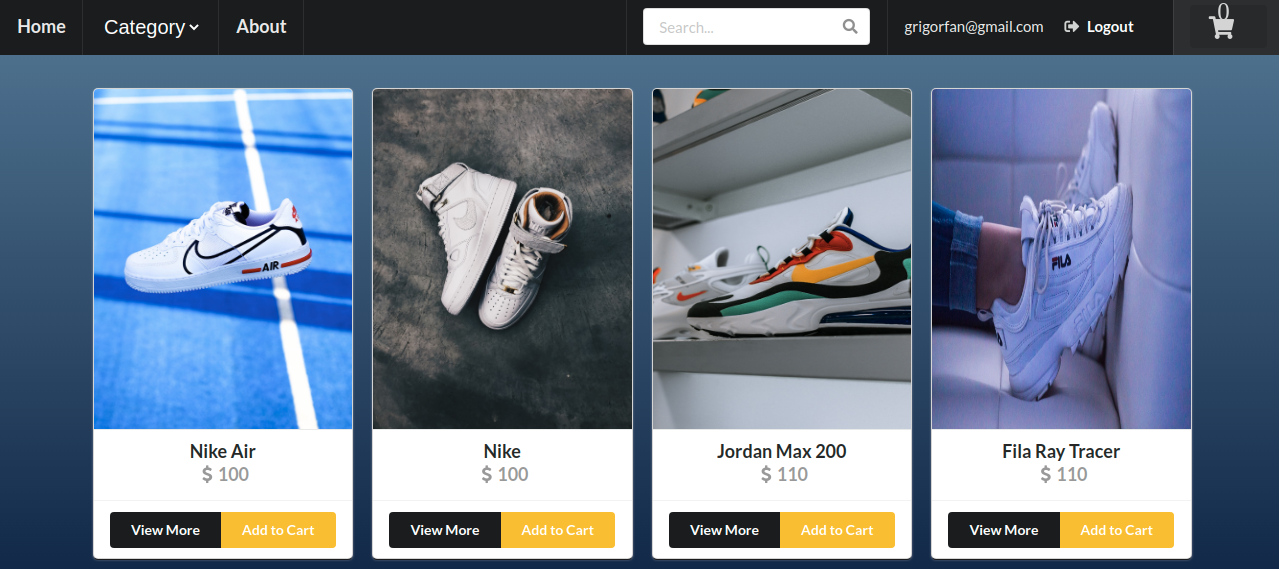 Home
Category
About
Search...
grigorfan@gmail.com
Logout
0
AIR
FILA
Nike Air
$ 100
View More
Add to Cart
Nike
$ 100
View More
Add to Cart
Jordan Max 200
$ 110
View More
Add to Cart
Fila Ray Tracer
$ 110
View More
Add to Cart